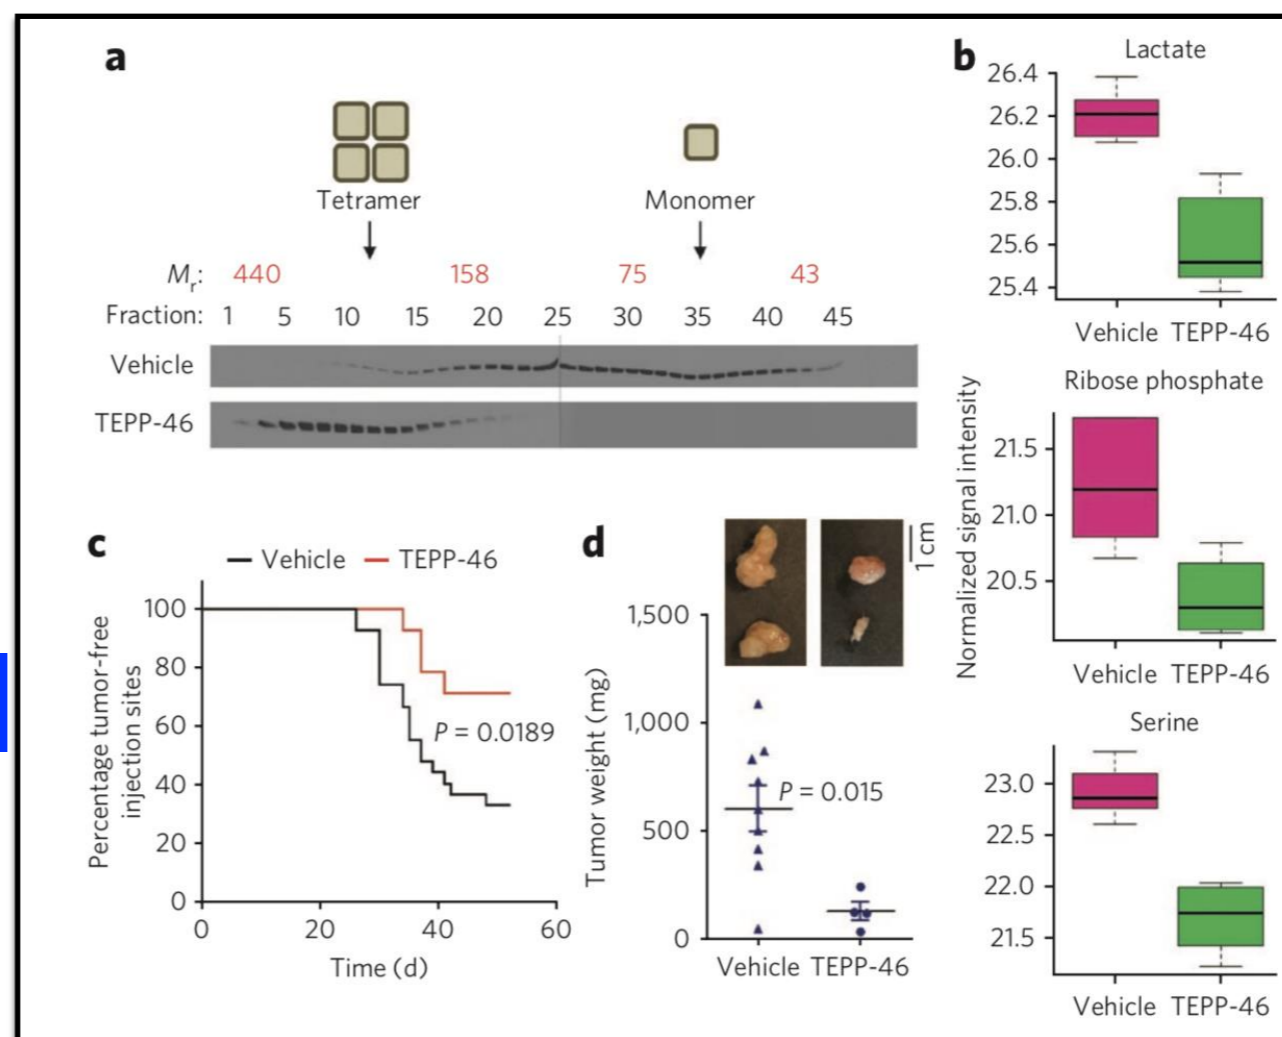 a
Tetramer
Monomer
Mr: 440 158 75 43
Fraction: 1 5 10 15 20 25 30 35 40 45
Vehicle
TEPP-46
b
Normalized signal intensity
Lactate
26.4
26.2
26.0
25.8
25.6
25.4
Vehicle TEPP-46
Ribose phosphate
21.5
21.0
20.5
Vehicle TEPP-46
Serine
23.0
22.5
22.0
21.5
Vehicle TEPP-46
c
Vehicle TEPP-46
Percentage tumor-free
injection sites
100
80
60
40
20
0
P = 0.0189
0 20 40 60
Time (d)
d
1 cm
Tumor weight (mg)
1,500
1,000
500
0
P = 0.015
Vehicle TEPP-46